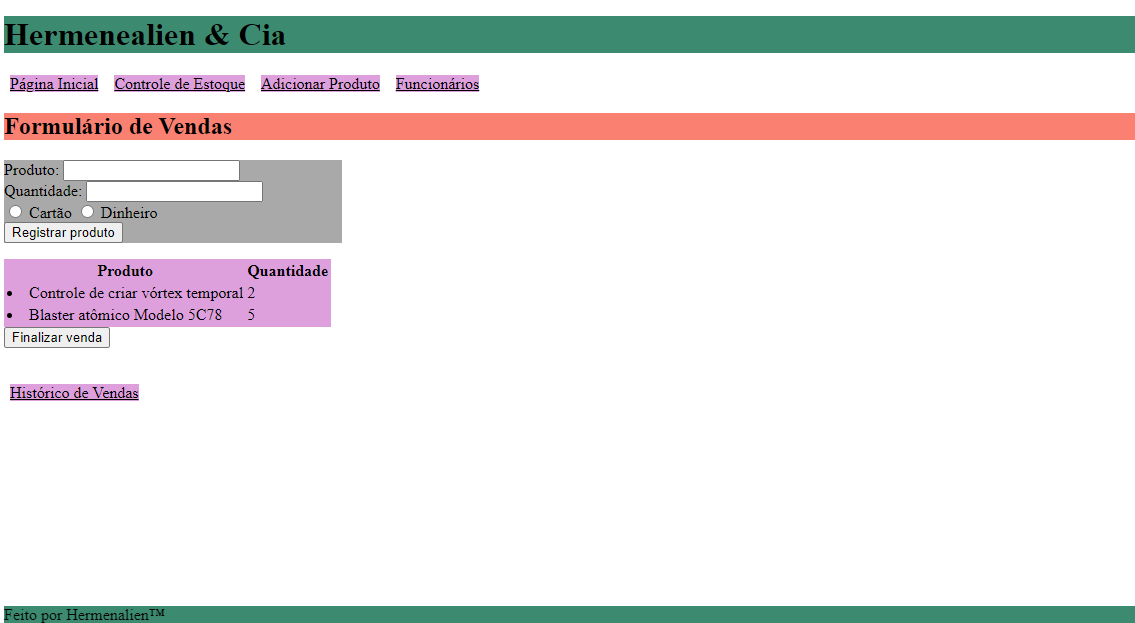 Hermenealien & Cia
Página Inicial Controle de Estoque Adicionar Produto Funcionários
Formulário de Vendas
Produto:
Quantidade:
Cartão Dinheiro
Registrar produto
Produto Quantidade
• Controle de criar vórtex temporal 2
• Blaster atômico Modelo 5C78 5
Finalizar venda
Histórico de Vendas
Feito por Hermenalien™